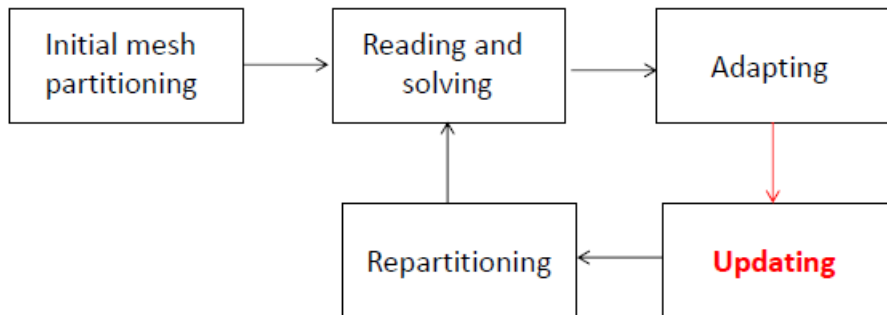 Initial mesh
partitioning
Reading and
solving
Adapting
Repartitioning
Updating